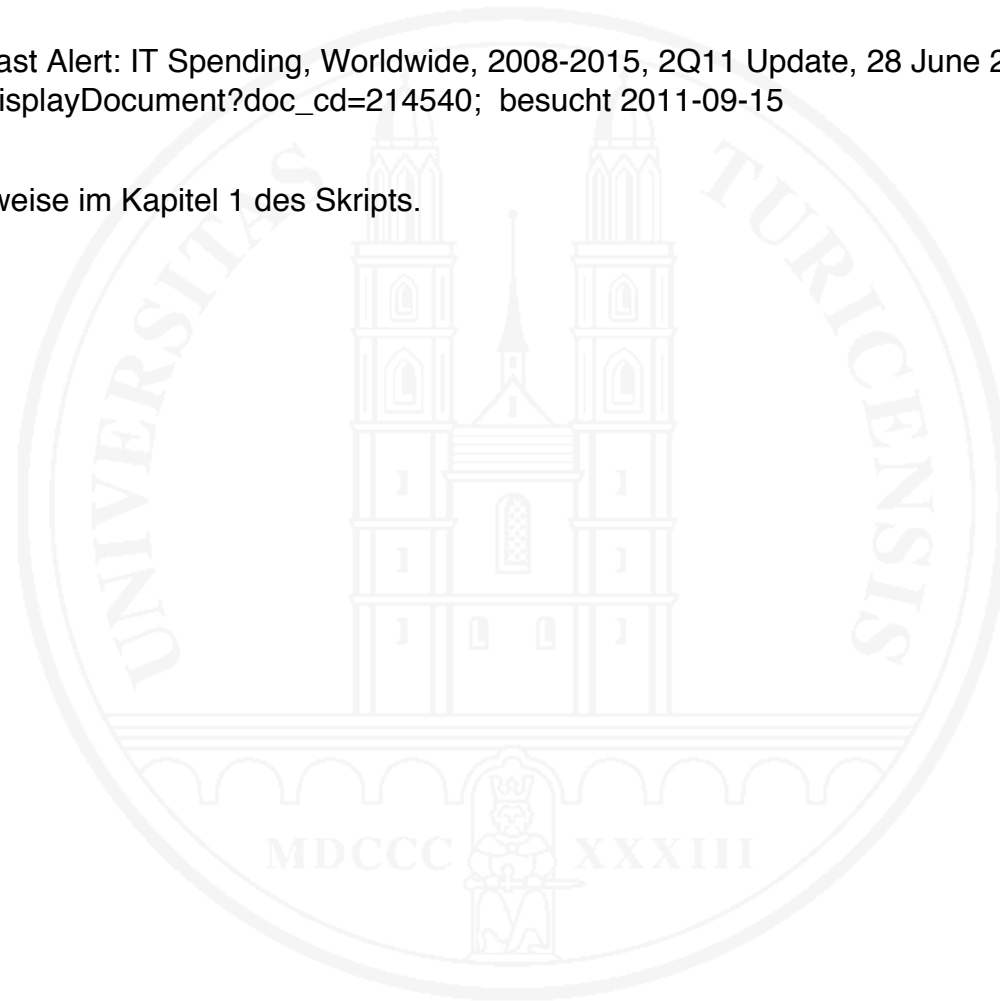 ast Alert: IT Spending, Worldwide, 2008-2015, 2Q11 Update, 28 June 2
isplayDocument?doc_cd=214540; besucht 2011-09-15
weise im Kapitel 1 des Skripts.
UNIVERSITAS
TURICENSIS
MDCCC XXXIII